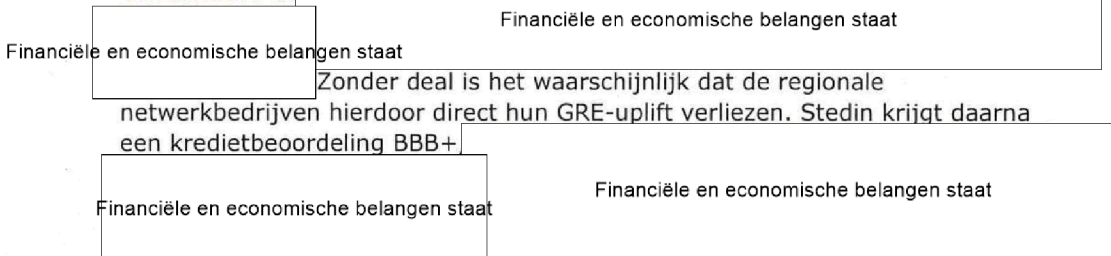 Financiële en economische belangen staat
Financiële en economische belangen staat
Zonder deal is het waarschijnlijk dat de regionale
netwerkbedrijven hierdoor direct hun GRE-uplift verliezen. Stedin krijgt daarna
een kredietbeoordeling BBB+
Financiële en economische belangen staat
Financiële en economische belangen staat